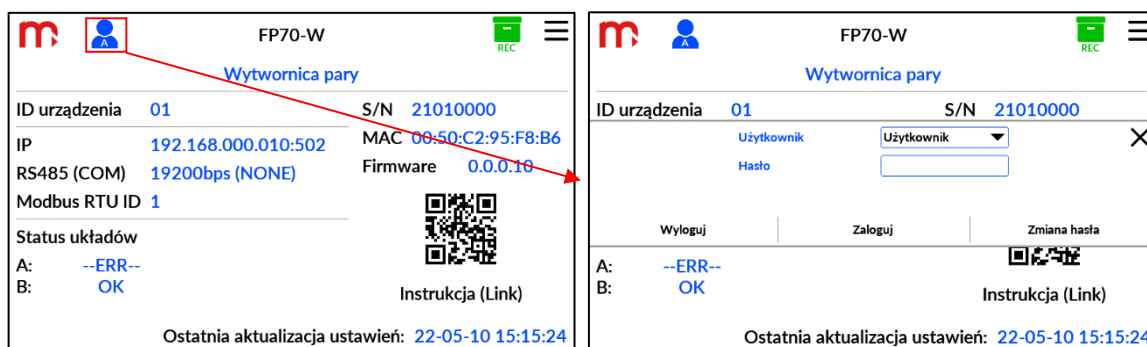 m A FP70-W REC
Wytwornica pary
ID urządzenia 01 S/N 21010000
IP 192.168.000.010:502 MAC 00:50:C2:95:F8:B6
RS485 (COM) 19200bps (NONE) Firmware 0.0.0.10
Modbus RTU ID 1
Status układów
A: --ERR--
B: OK
Instrukcja (Link)
Ostatnia aktualizacja ustawień: 22-05-10 15:15:24
m A FP70-W REC
Wytwornica pary
ID urządzenia 01 S/N 21010000
Użytkownik Użytkownik
Hasło
Wyloguj Zaloguj Zmiana hasła
A: --ERR--
B: OK
Instrukcja (Link)
Ostatnia aktualizacja ustawień: 22-05-10 15:15:24